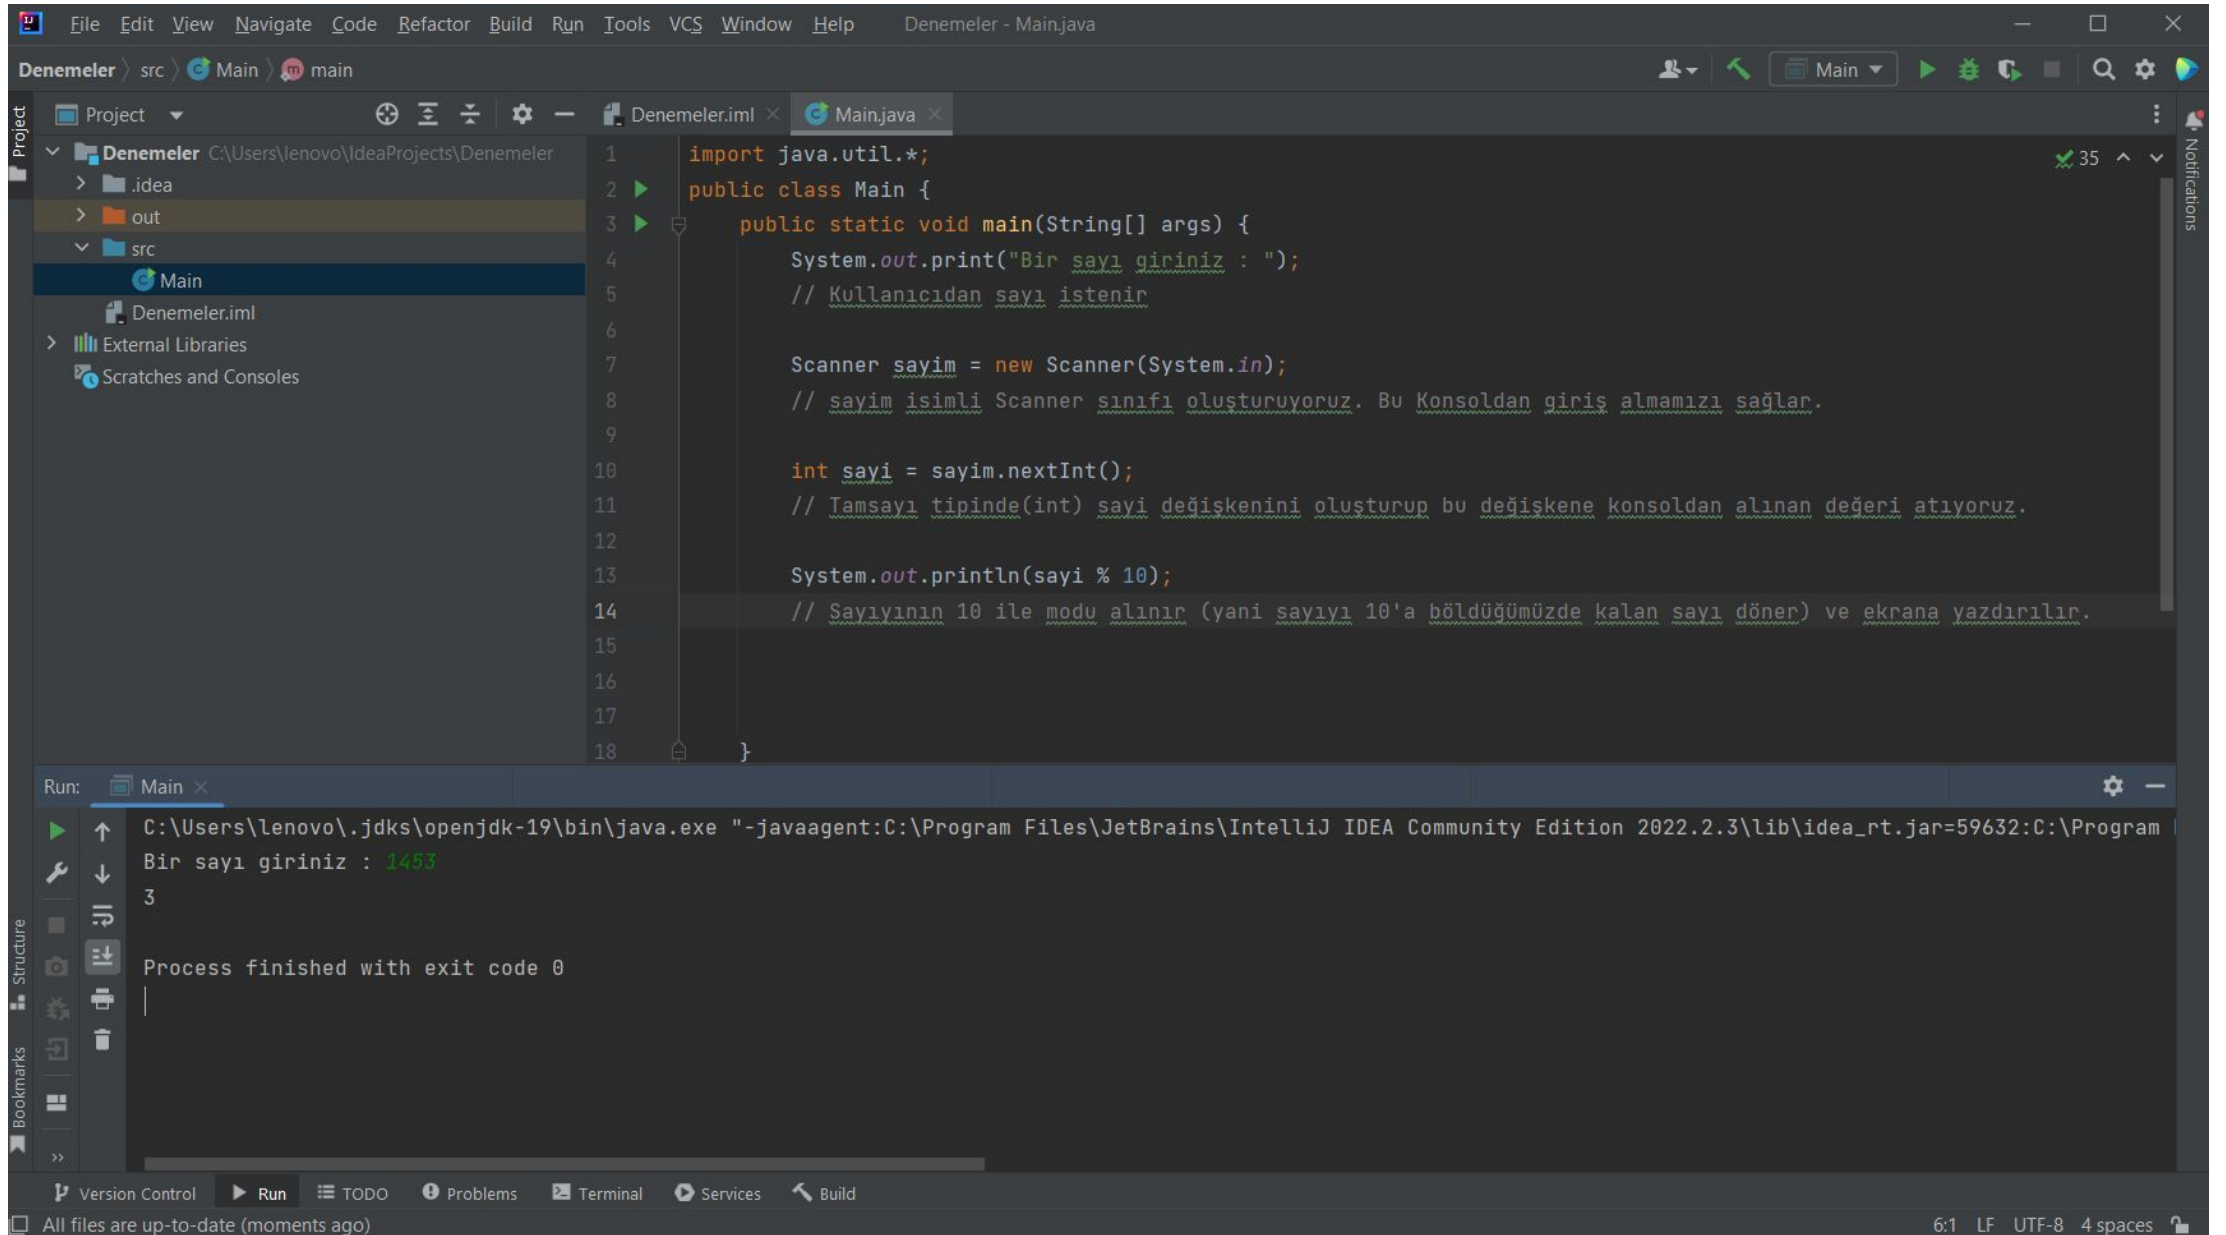 File Edit View Navigate Code Refactor Build Run Tools VCS Window Help Denemeler - Main.java
Denemeler src Main main Main
Project
Project
Denemeler.iml Main.java
Notifications
Denemeler C:\Users\lenovo\IdeaProjects\Denemeler
.idea
out
src
Main
Denemeler.iml
External Libraries
Scratches and Consoles
35
1 import java.util.*;
2 public class Main {
3 public static void main(String[] args) {
4 System.out.print("Bir sayı giriniz : ");
5 // Kullanıcıdan sayı istenir
6
7 Scanner sayim = new Scanner(System.in);
8 // sayim isimli Scanner sınıfı oluşturuyoruz. Bu Konsoldan giriş almamızı sağlar.
9
10 int sayi = sayim.nextInt();
11 // Tamsayı tipinde(int) sayi değişkenini oluşturup bu değişkene konsoldan alınan değeri atıyoruz.
12
13 System.out.println(sayi % 10);
14 // Sayıyının 10 ile modu alınır (yani sayıyı 10'a böldüğümüzde kalan sayı döner) ve ekrana yazdırılır.
15
16
17
18 }
Run: Main
C:\Users\lenovo\.jdks\openjdk-19\bin\java.exe "-javaagent:C:\Program Files\JetBrains\IntelliJ IDEA Community Edition 2022.2.3\lib\idea_rt.jar=59632:C:\Program
Bir sayı giriniz : 1453
3
Process finished with exit code 0
Structure
Bookmarks
Version Control Run TODO Problems Terminal Services Build
All files are up-to-date (moments ago) 6:1 LF UTF-8 4 spaces